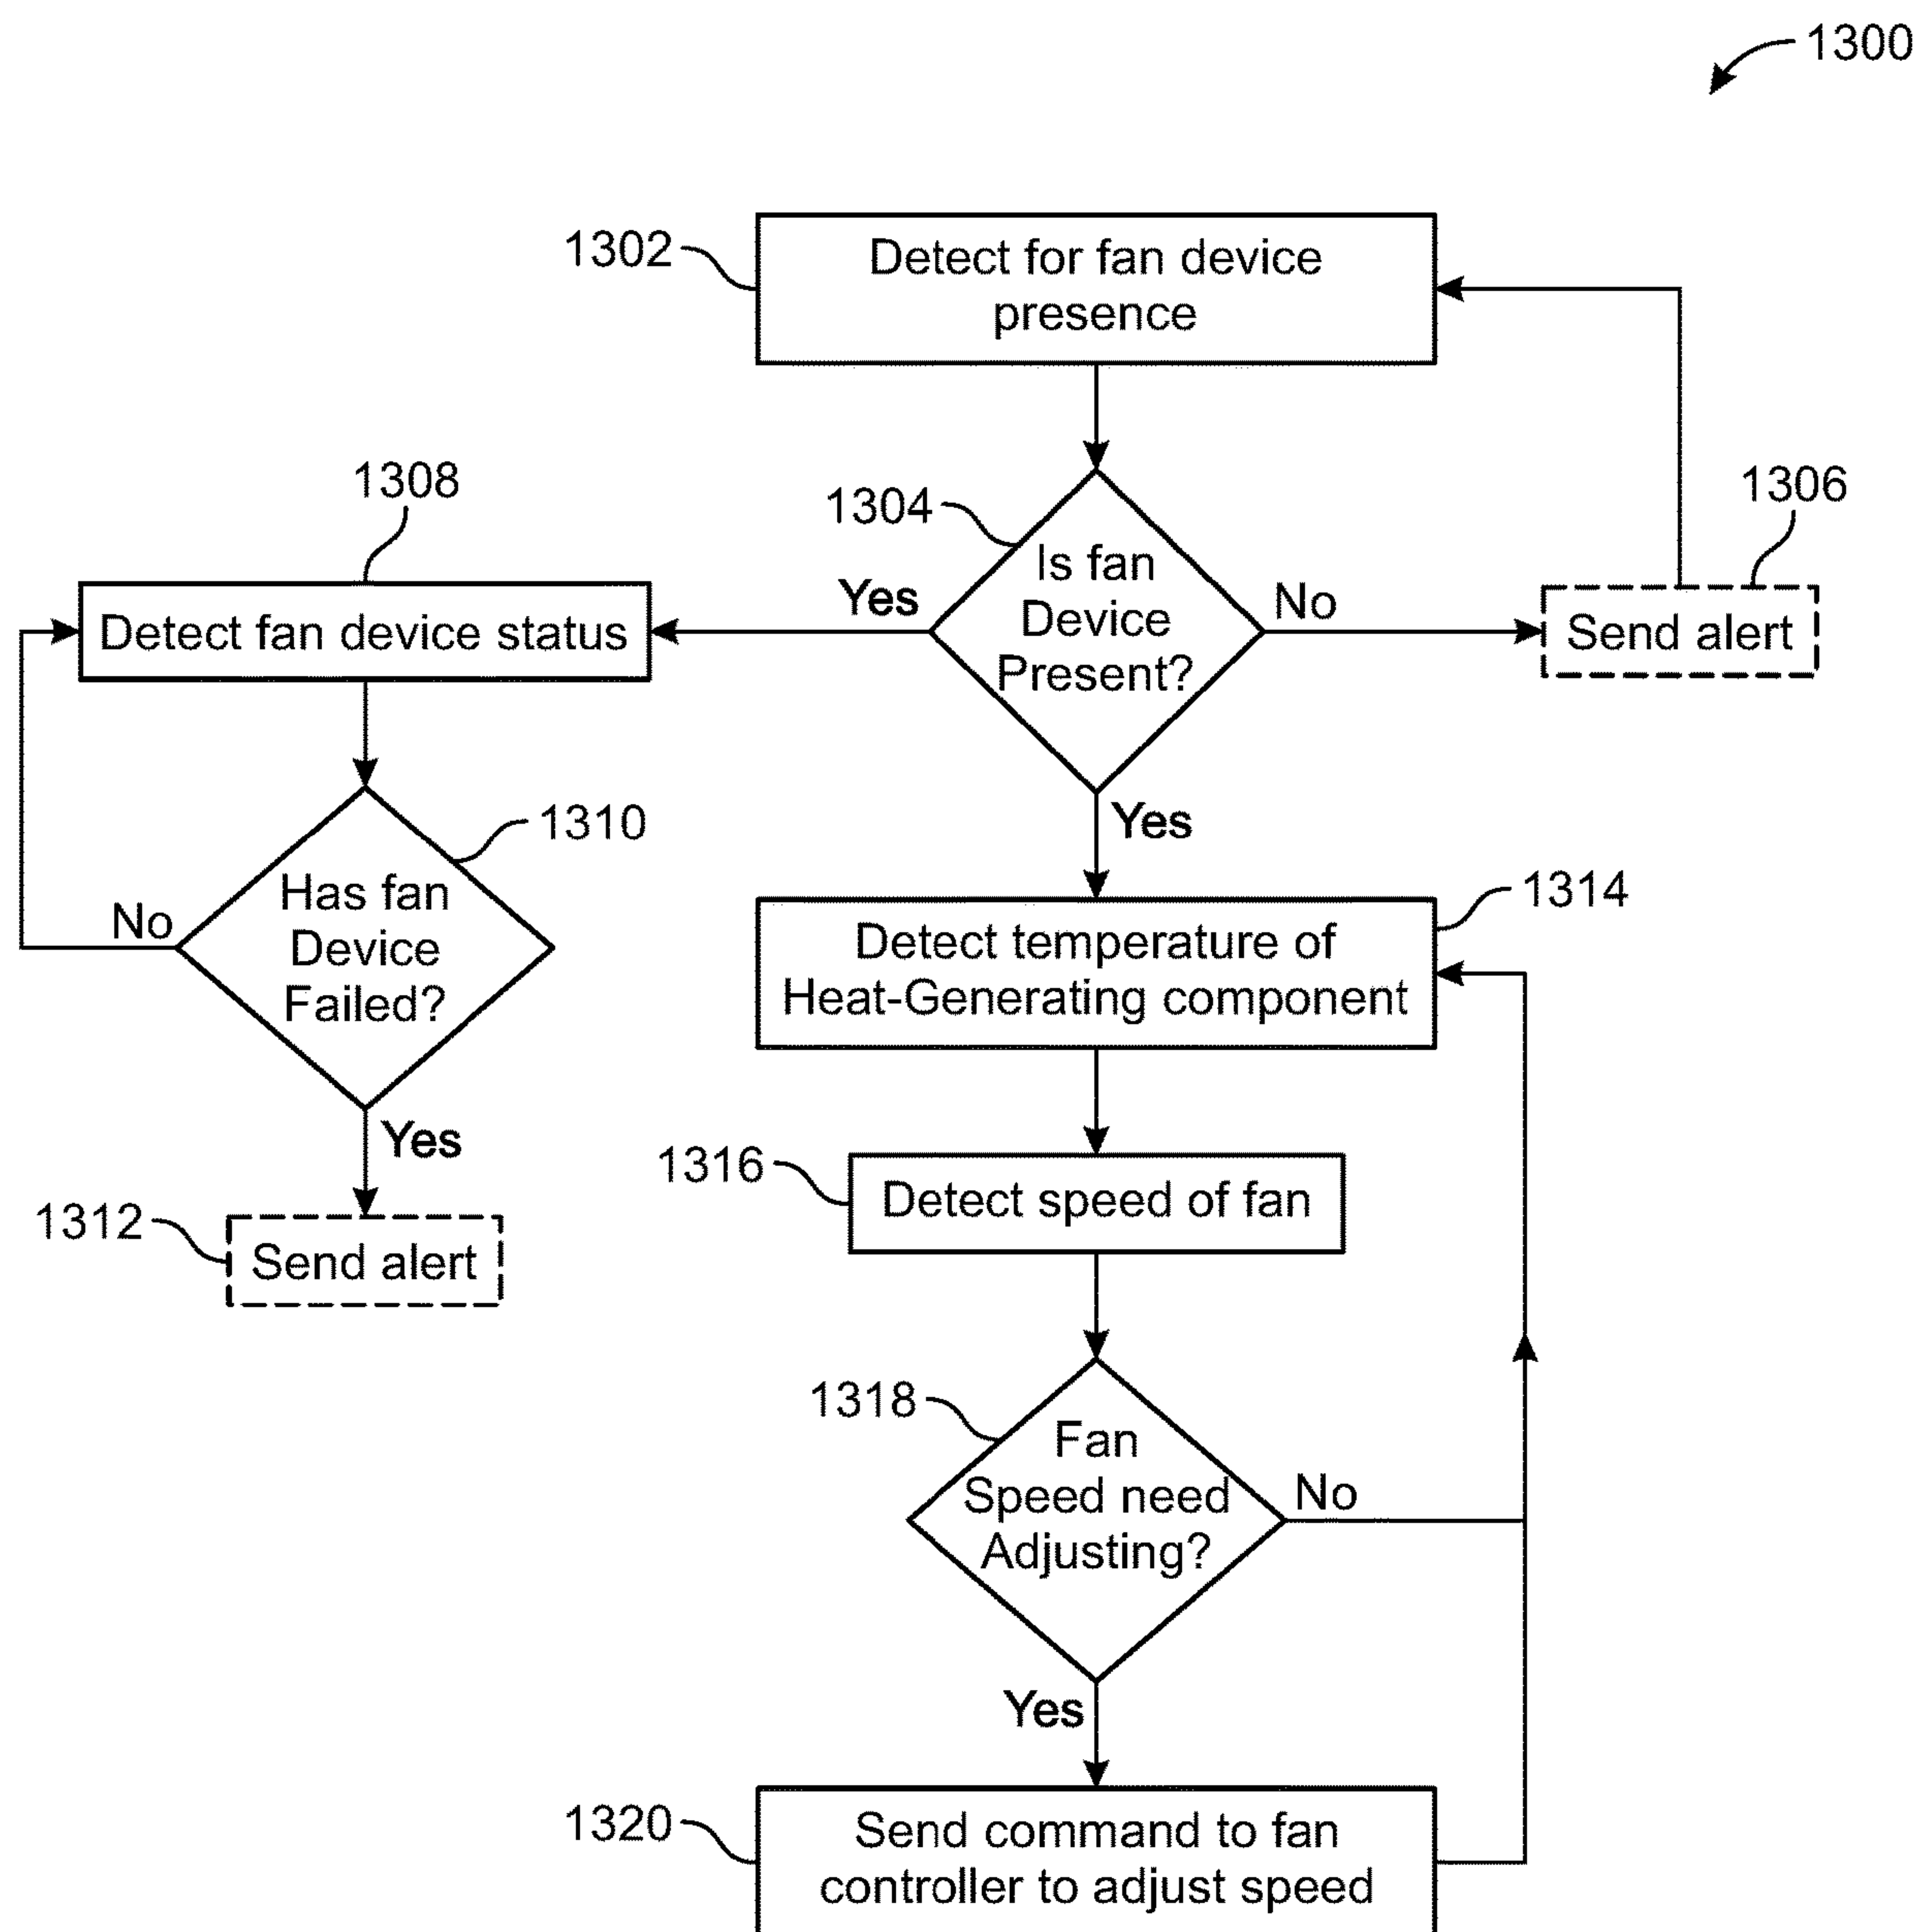 1300
1302
Detect for fan device
presence
1308
1304
1306
Is fan
Device
Present?
Yes
No
Detect fan device status
Send alert
1310
Yes
Has fan
Device
Failed?
No
1314
Detect temperature of
Heat-Generating component
Yes
1316
Detect speed of fan
1312
Send alert
1318
Fan
Speed need
Adjusting?
No
Yes
1320
Send command to fan
controller to adjust speed